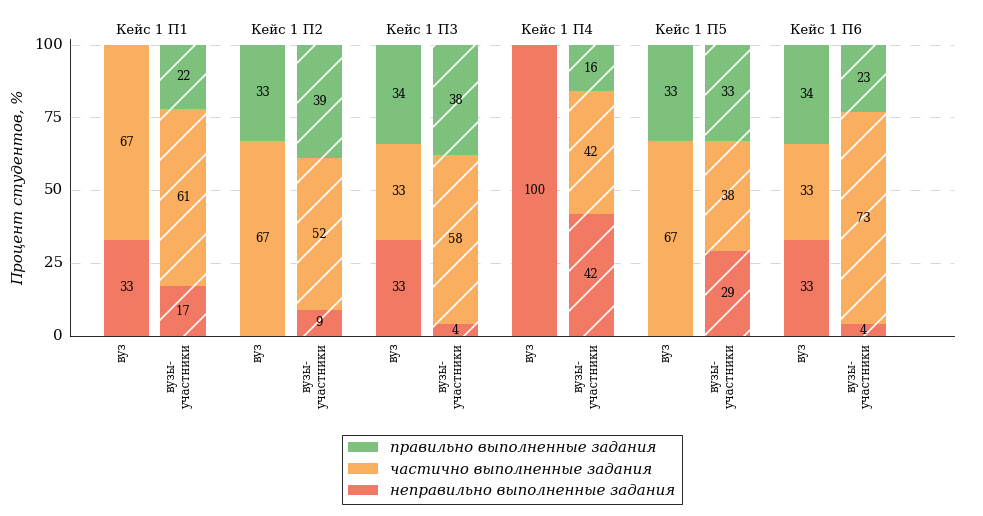 Кейс 1 П1 Кейс 1 П2 Кейс 1 П3 Кейс 1 П4 Кейс 1 П5 Кейс 1 П6
Процент студентов, %
100
75
50
25
0
33 67
17 61 22
67 33
9 52 39
33 33 34
4 58 38
100
42 42 16
67 33
29 38 33
33 33 34
4 73 23
вуз
вузы-
участники
вуз
вузы-
участники
вуз
вузы-
участники
вуз
вузы-
участники
вуз
вузы-
участники
вуз
вузы-
участники
правильно выполненные задания
частично выполненные задания
неправильно выполненные задания